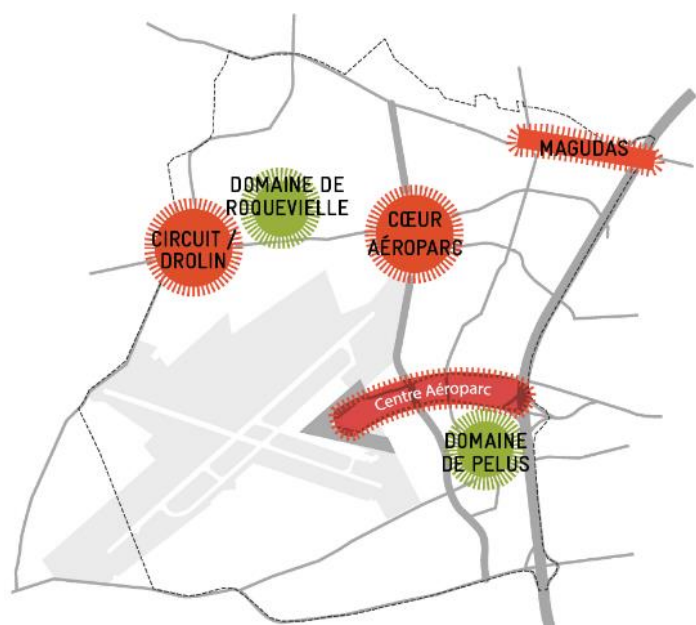 MAGUDAS
DOMAINE DE
ROQUEVIELLE
CŒUR
AÉROPARC
CIRCUIT /
DROLIN
Centre Aéroparc
DOMAINE
DE PELUS